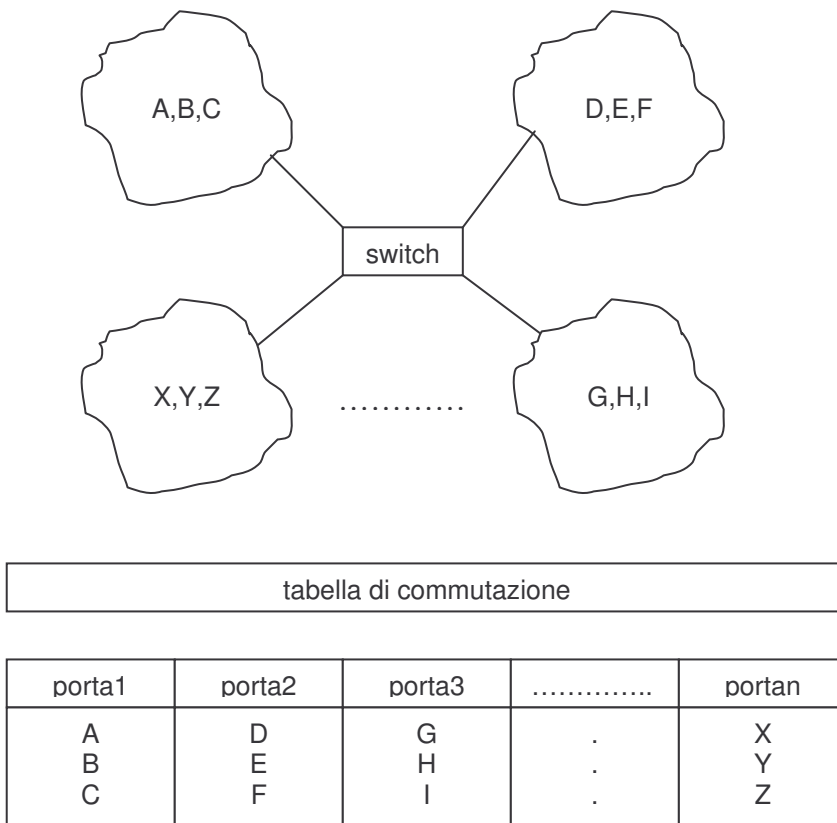 A,B,C
D,E,F
switch
X,Y,Z
............
G,H,I
tabella di commutazione
porta1 porta2 porta3 .............. portan
A D G . X
B E H . Y
C F I . Z